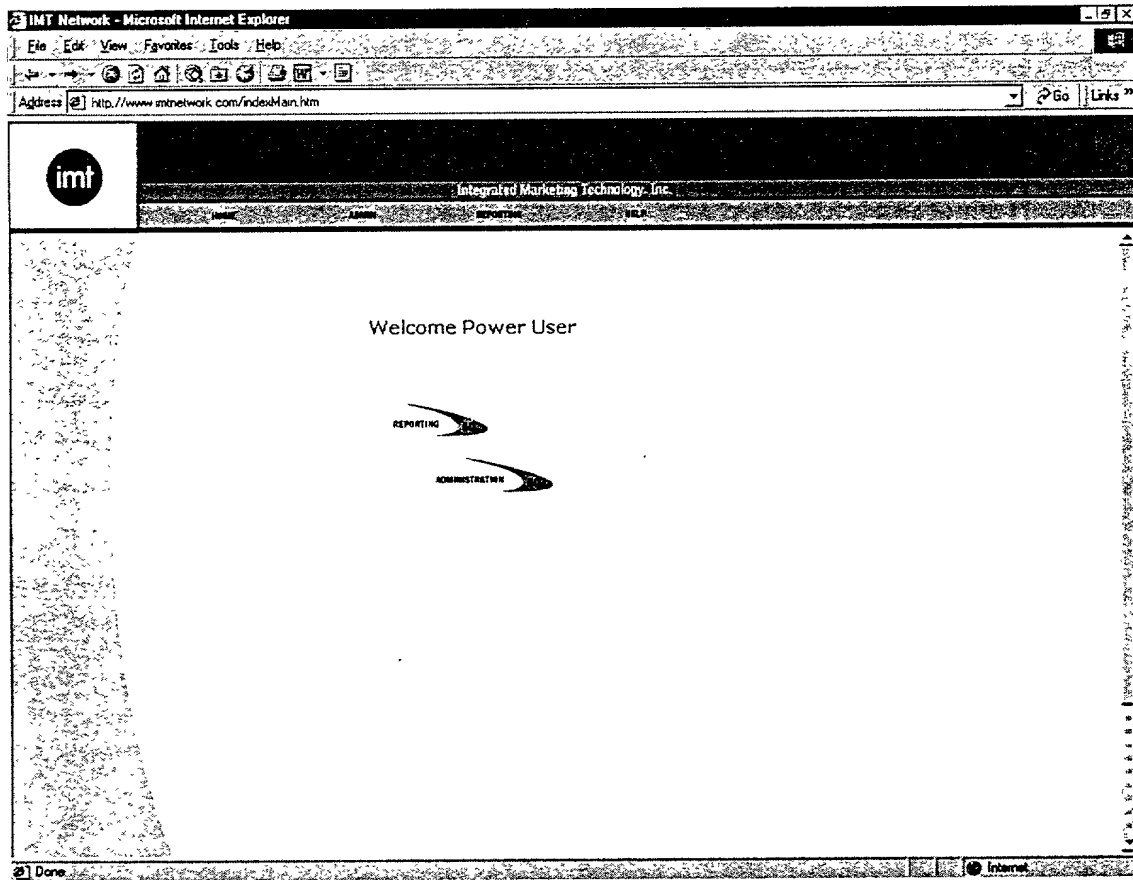 IMT Network - Microsoft Internet Explorer
File Edit View Favorites Tools Help
Address http://www.imtnetwork.com/indexMain.htm Go Links »
imt
Integrated Marketing Technology, Inc.
HOME ADMIN REPORTING HELP
Welcome Power User
REPORTING
ADMINISTRATION
Done Internet